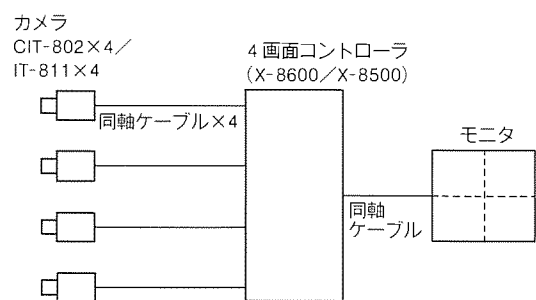 カメラ
CIT-802×4／
IT-811×4
4画面コントローラ
（X-8600／X-8500）
同軸ケーブル×4
モニタ
同軸
ケーブル